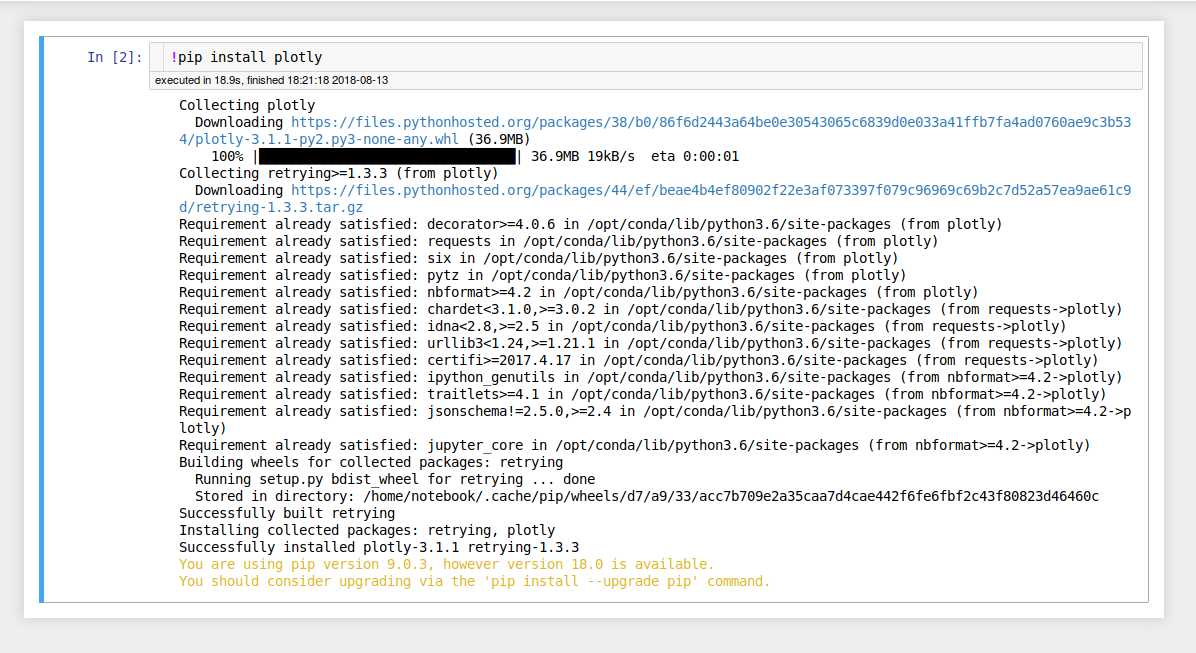 In [2]: !pip install plotly
executed in 18.9s, finished 18:21:18 2018-08-13
Collecting plotly
  Downloading https://files.pythonhosted.org/packages/38/b0/86f6d2443a64be0e30543065c6839d0e033a41ffb7fa4ad0760ae9c3b53
4/plotly-3.1.1-py2.py3-none-any.whl (36.9MB)
    100% |████████████████████████████████| 36.9MB 19kB/s  eta 0:00:01
Collecting retrying>=1.3.3 (from plotly)
  Downloading https://files.pythonhosted.org/packages/44/ef/beae4b4ef80902f22e3af073397f079c96969c69b2c7d52a57ea9ae61c9
d/retrying-1.3.3.tar.gz
Requirement already satisfied: decorator>=4.0.6 in /opt/conda/lib/python3.6/site-packages (from plotly)
Requirement already satisfied: requests in /opt/conda/lib/python3.6/site-packages (from plotly)
Requirement already satisfied: six in /opt/conda/lib/python3.6/site-packages (from plotly)
Requirement already satisfied: pytz in /opt/conda/lib/python3.6/site-packages (from plotly)
Requirement already satisfied: nbformat>=4.2 in /opt/conda/lib/python3.6/site-packages (from plotly)
Requirement already satisfied: chardet<3.1.0,>=3.0.2 in /opt/conda/lib/python3.6/site-packages (from requests->plotly)
Requirement already satisfied: idna<2.8,>=2.5 in /opt/conda/lib/python3.6/site-packages (from requests->plotly)
Requirement already satisfied: urllib3<1.24,>=1.21.1 in /opt/conda/lib/python3.6/site-packages (from requests->plotly)
Requirement already satisfied: certifi>=2017.4.17 in /opt/conda/lib/python3.6/site-packages (from requests->plotly)
Requirement already satisfied: ipython_genutils in /opt/conda/lib/python3.6/site-packages (from nbformat>=4.2->plotly)
Requirement already satisfied: traitlets>=4.1 in /opt/conda/lib/python3.6/site-packages (from nbformat>=4.2->plotly)
Requirement already satisfied: jsonschema!=2.5.0,>=2.4 in /opt/conda/lib/python3.6/site-packages (from nbformat>=4.2->p
lotly)
Requirement already satisfied: jupyter_core in /opt/conda/lib/python3.6/site-packages (from nbformat>=4.2->plotly)
Building wheels for collected packages: retrying
  Running setup.py bdist_wheel for retrying ... done
  Stored in directory: /home/notebook/.cache/pip/wheels/d7/a9/33/acc7b709e2a35caa7d4cae442f6fe6fbf2c43f80823d46460c
Successfully built retrying
Installing collected packages: retrying, plotly
Successfully installed plotly-3.1.1 retrying-1.3.3
You are using pip version 9.0.3, however version 18.0 is available.
You should consider upgrading via the 'pip install --upgrade pip' command.